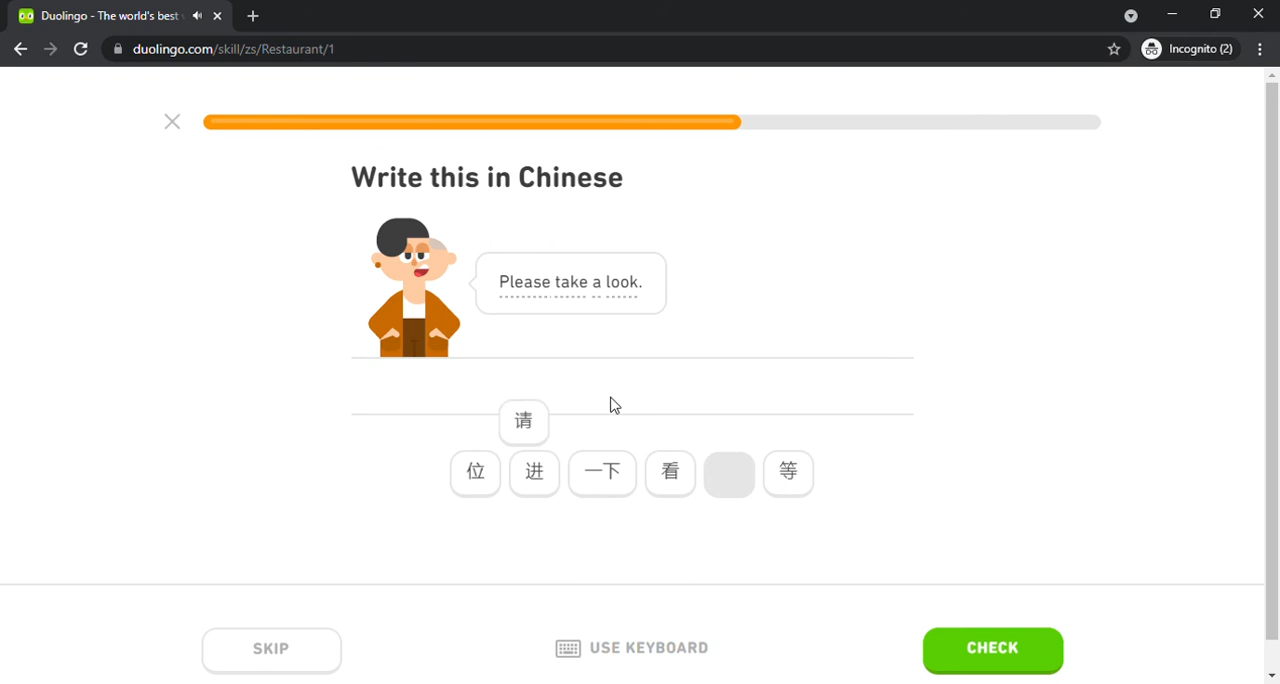 Duolingo - The world's best
duolingo.com/skill/zs/Restaurant/1
Incognito (2)
Write this in Chinese
Please take a look.
请
位 进 一下 看 等
SKIP
USE KEYBOARD
CHECK